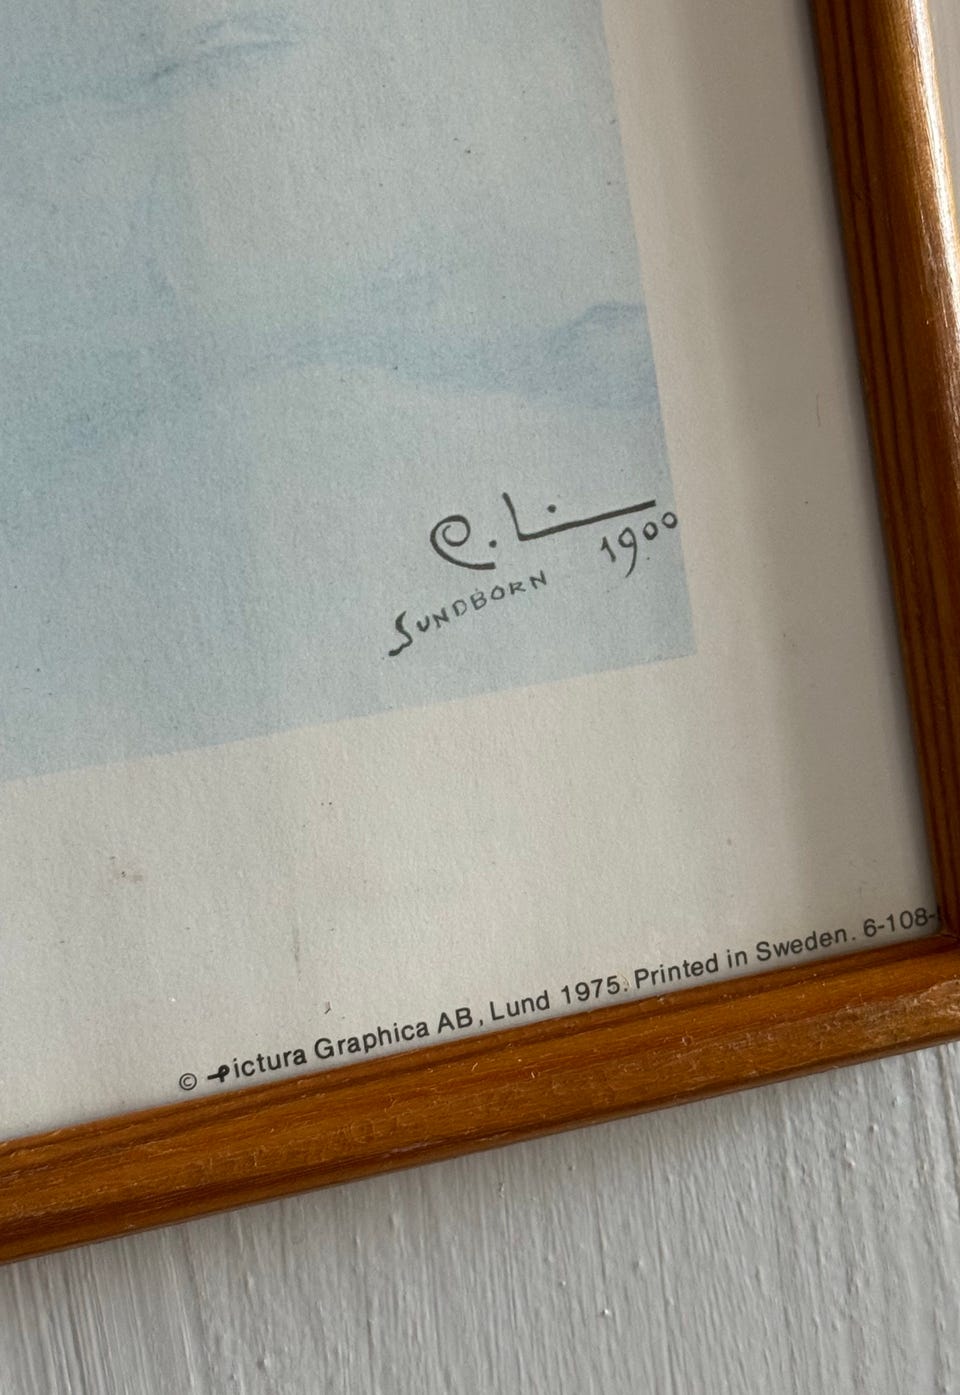 C. L.
SUNDBORN 1900
© Pictura Graphica AB, Lund 1975. Printed in Sweden. 6-108-